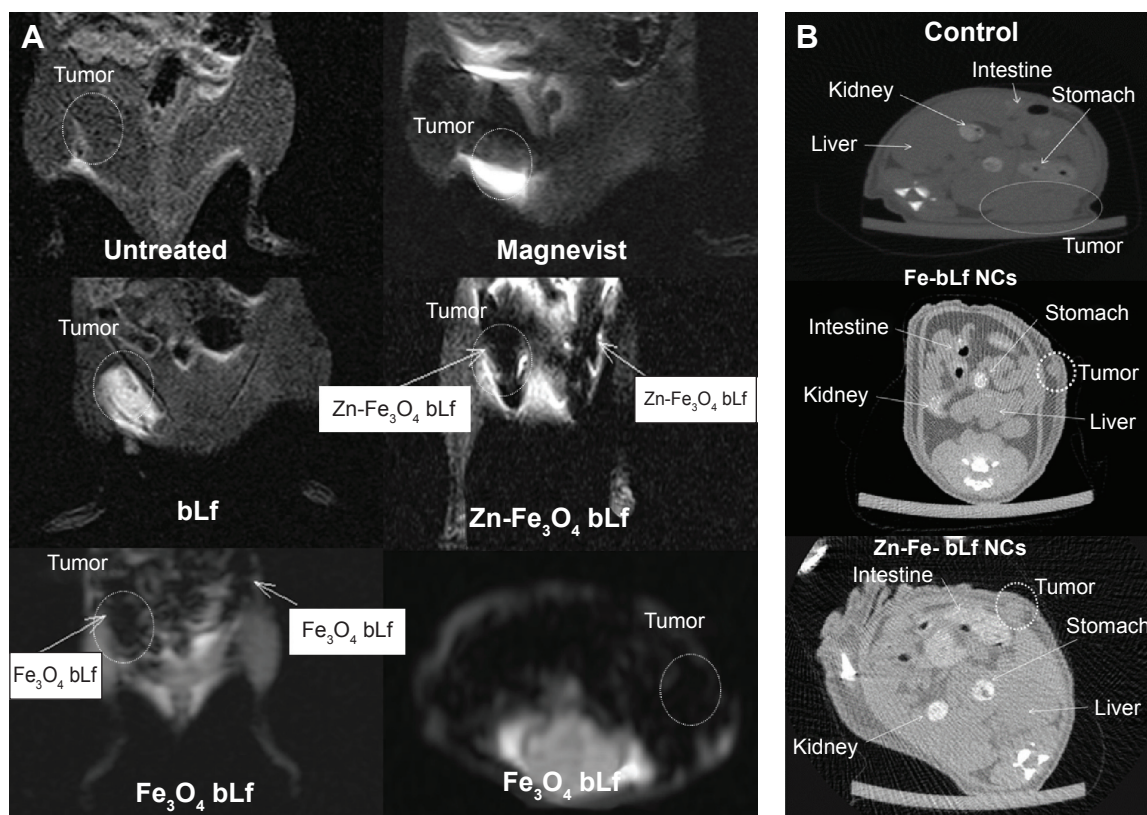 A
Tumor
Untreated
Tumor
Magnevist
Tumor
bLf
Tumor
Zn-Fe₃O₄ bLf
Zn-Fe₃O₄ bLf
Zn-Fe₃O₄ bLf
Tumor
Fe₃O₄ bLf
Fe₃O₄ bLf
Fe₃O₄ bLf
Tumor
Fe₃O₄ bLf
B
Control
Intestine
Kidney
Stomach
Liver
Tumor
Fe-bLf NCs
Stomach
Intestine
Tumor
Kidney
Liver
Zn-Fe- bLf NCs
Intestine
Tumor
Stomach
Liver
Kidney